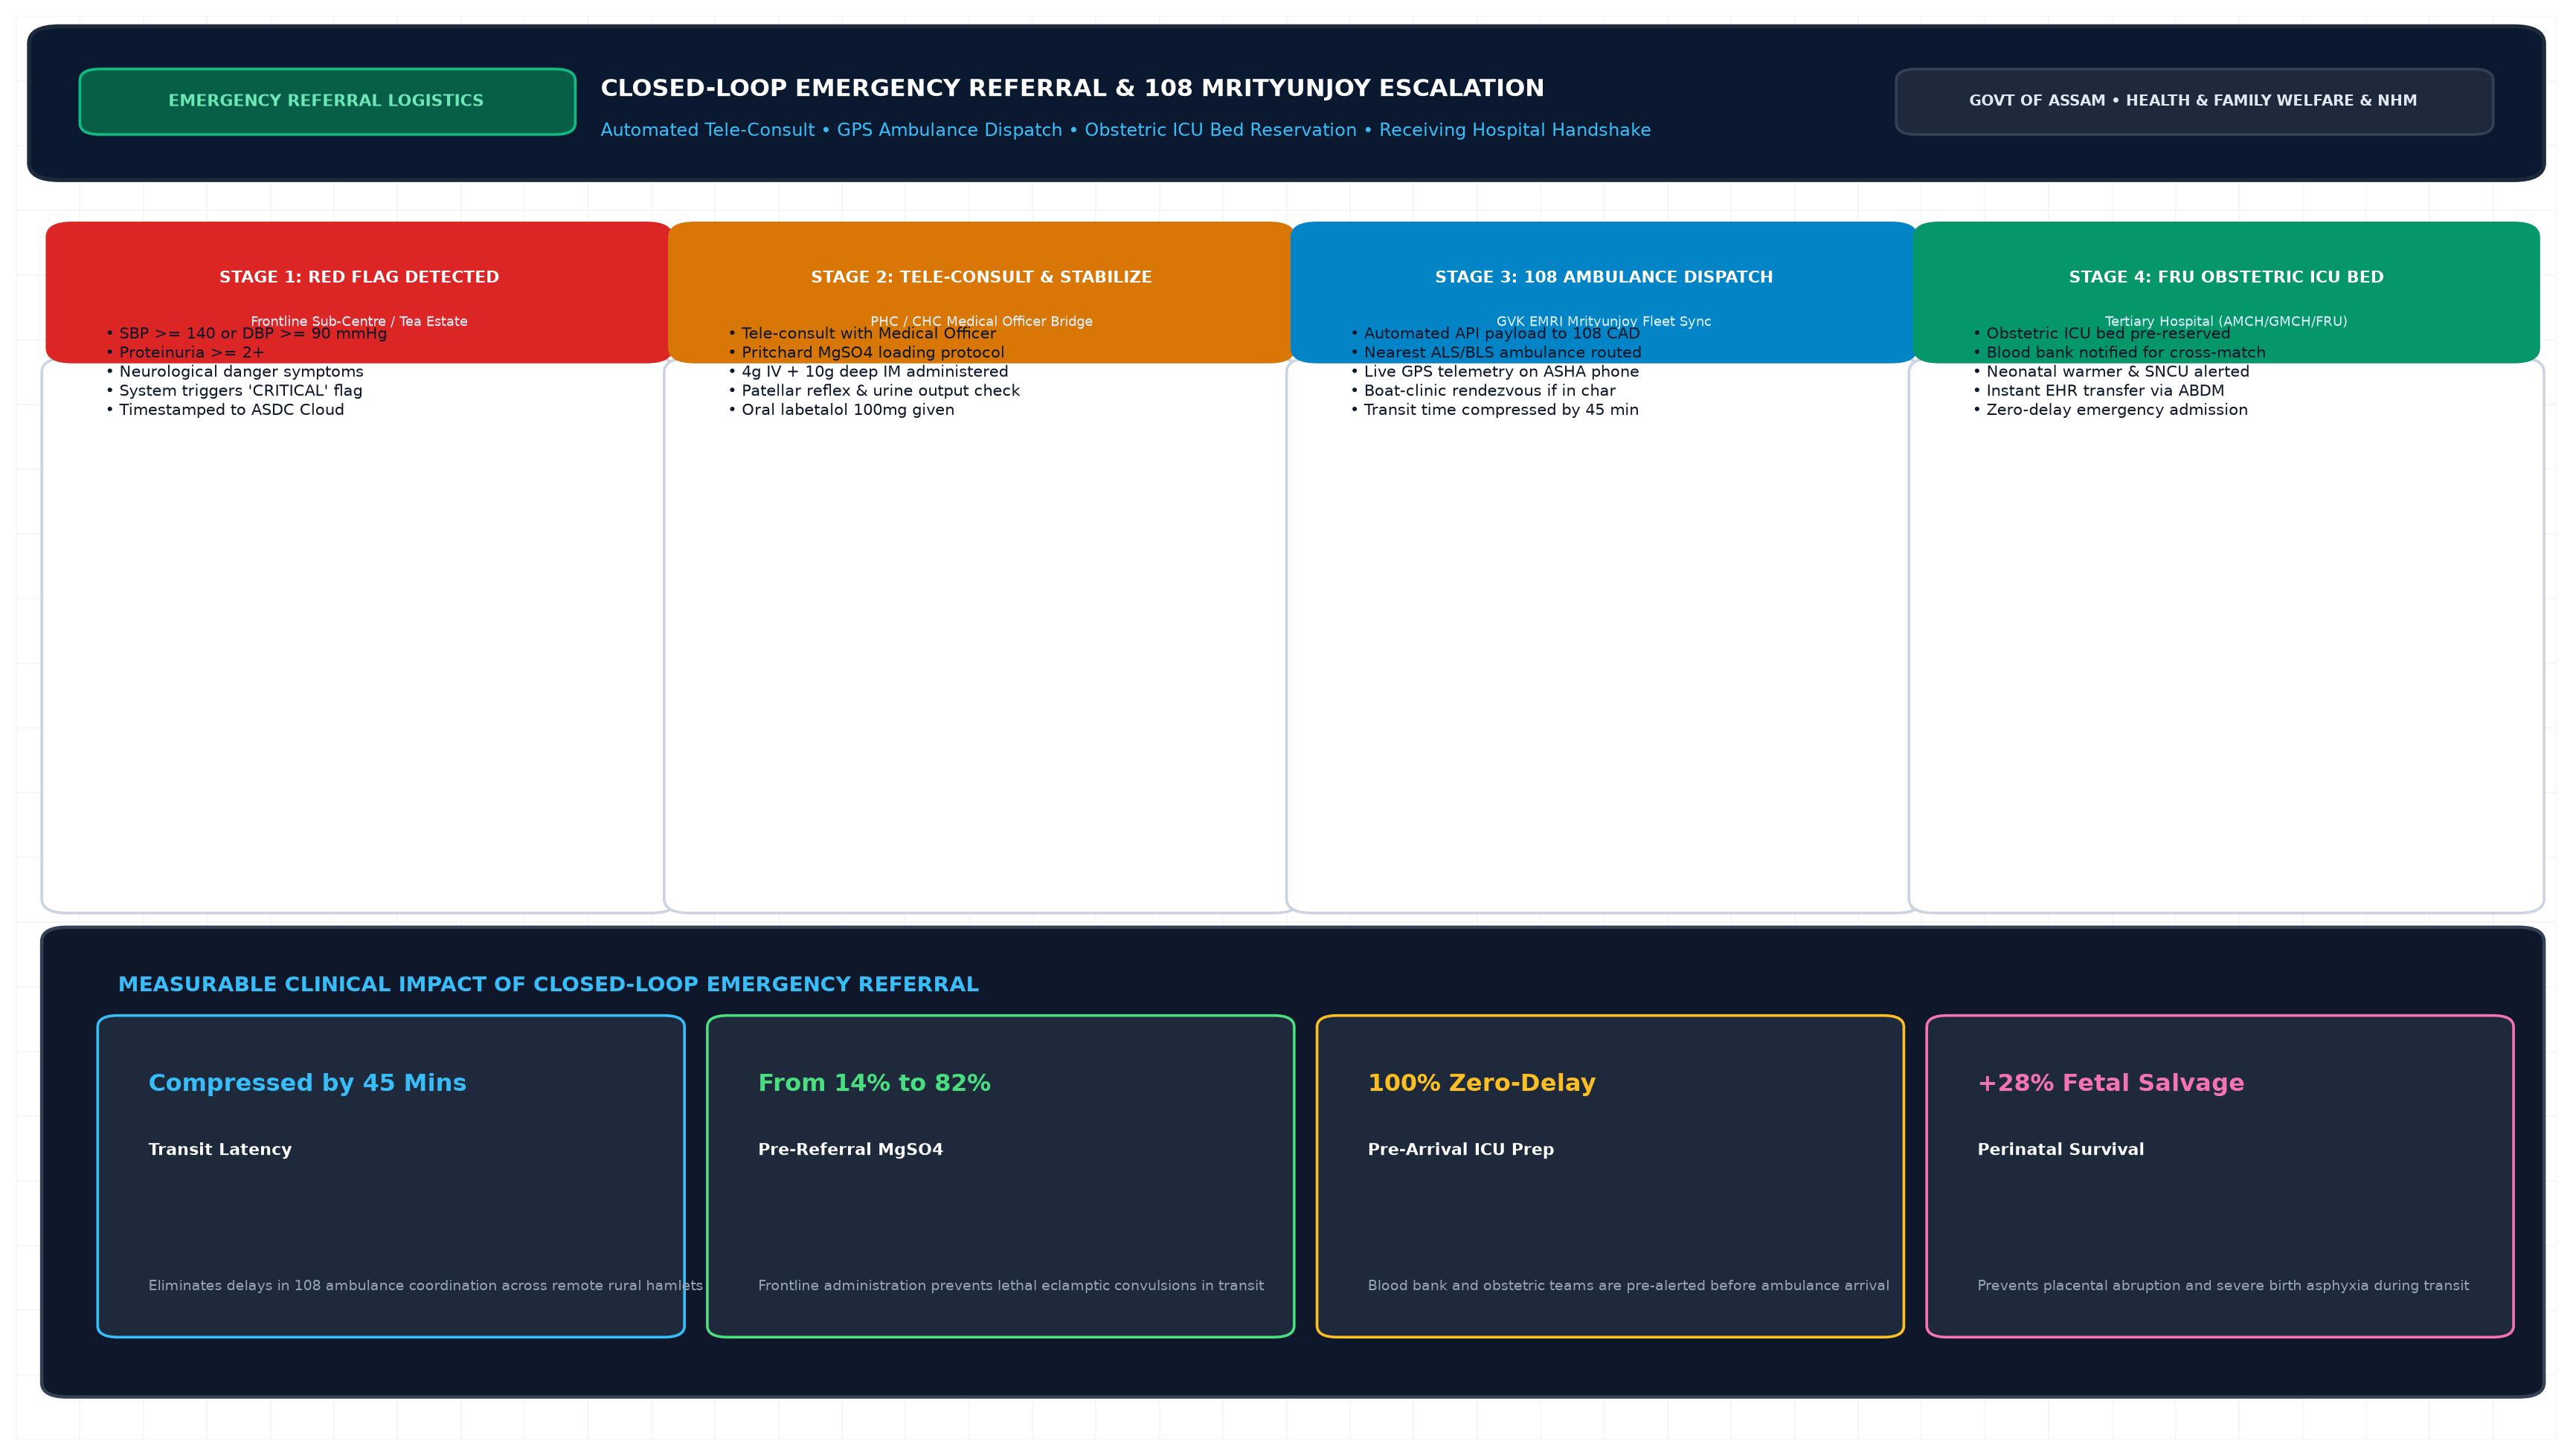 EMERGENCY REFERRAL LOGISTICS
CLOSED-LOOP EMERGENCY REFERRAL & 108 MRITYUNJOY ESCALATION
Automated Tele-Consult • GPS Ambulance Dispatch • Obstetric ICU Bed Reservation • Receiving Hospital Handshake
GOVT OF ASSAM • HEALTH & FAMILY WELFARE & NHM
STAGE 1: RED FLAG DETECTED
Frontline Sub-Centre / Tea Estate
• SBP >= 140 or DBP >= 90 mmHg
• Proteinuria >= 2+
• Neurological danger symptoms
• System triggers 'CRITICAL' flag
• Timestamped to ASDC Cloud
STAGE 2: TELE-CONSULT & STABILIZE
PHC / CHC Medical Officer Bridge
• Tele-consult with Medical Officer
• Pritchard MgSO4 loading protocol
• 4g IV + 10g deep IM administered
• Patellar reflex & urine output check
• Oral labetalol 100mg given
STAGE 3: 108 AMBULANCE DISPATCH
GVK EMRI Mrityunjoy Fleet Sync
• Automated API payload to 108 CAD
• Nearest ALS/BLS ambulance routed
• Live GPS telemetry on ASHA phone
• Boat-clinic rendezvous if in char
• Transit time compressed by 45 min
STAGE 4: FRU OBSTETRIC ICU BED
Tertiary Hospital (AMCH/GMCH/FRU)
• Obstetric ICU bed pre-reserved
• Blood bank notified for cross-match
• Neonatal warmer & SNCU alerted
• Instant EHR transfer via ABDM
• Zero-delay emergency admission
MEASURABLE CLINICAL IMPACT OF CLOSED-LOOP EMERGENCY REFERRAL
Compressed by 45 Mins
Transit Latency
Eliminates delays in 108 ambulance coordination across remote rural hamlets
From 14% to 82%
Pre-Referral MgSO4
Frontline administration prevents lethal eclamptic convulsions in transit
100% Zero-Delay
Pre-Arrival ICU Prep
Blood bank and obstetric teams are pre-alerted before ambulance arrival
+28% Fetal Salvage
Perinatal Survival
Prevents placental abruption and severe birth asphyxia during transit